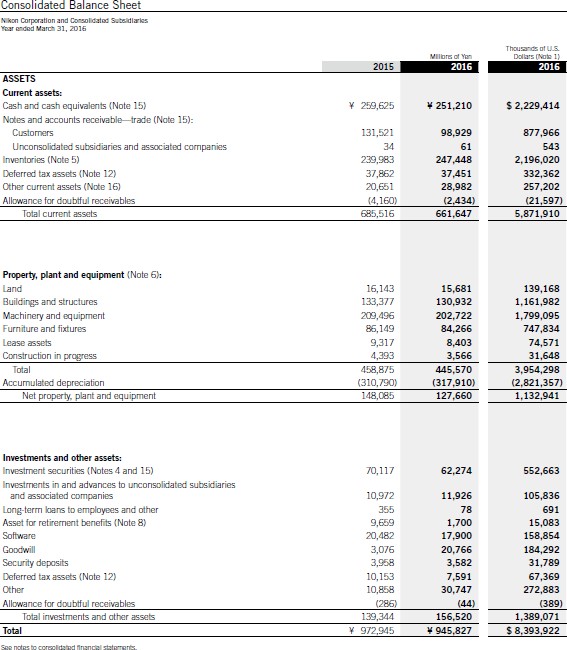 Consolidated Balance Sheet
Nikon Corporation and Consolidated Subsidiaries
Year ended March 31, 2016
Millions of Yen Thousands of U.S. Dollars (Note 1)
2015 2016 2016
ASSETS
Current assets:
Cash and cash equivalents (Note 15) ¥ 259,625 ¥ 251,210 $ 2,229,414
Notes and accounts receivable—trade (Note 15):
Customers 131,521 98,929 877,966
Unconsolidated subsidiaries and associated companies 34 61 543
Inventories (Note 5) 239,983 247,448 2,196,020
Deferred tax assets (Note 12) 37,862 37,451 332,362
Other current assets (Note 16) 20,651 28,982 257,202
Allowance for doubtful receivables (4,160) (2,434) (21,597)
Total current assets 685,516 661,647 5,871,910
Property, plant and equipment (Note 6):
Land 16,143 15,681 139,168
Buildings and structures 133,377 130,932 1,161,982
Machinery and equipment 209,496 202,722 1,799,095
Furniture and fixtures 86,149 84,266 747,834
Lease assets 9,317 8,403 74,571
Construction in progress 4,393 3,566 31,648
Total 458,875 445,570 3,954,298
Accumulated depreciation (310,790) (317,910) (2,821,357)
Net property, plant and equipment 148,085 127,660 1,132,941
Investments and other assets:
Investment securities (Notes 4 and 15) 70,117 62,274 552,663
Investments in and advances to unconsolidated subsidiaries
and associated companies 10,972 11,926 105,836
Long-term loans to employees and other 355 78 691
Asset for retirement benefits (Note 8) 9,659 1,700 15,083
Software 20,482 17,900 158,854
Goodwill 3,076 20,766 184,292
Security deposits 3,958 3,582 31,789
Deferred tax assets (Note 12) 10,153 7,591 67,369
Other 10,858 30,747 272,883
Allowance for doubtful receivables (286) (44) (389)
Total investments and other assets 139,344 156,520 1,389,071
Total ¥ 972,945 ¥ 945,827 $ 8,393,922
See notes to consolidated financial statements.